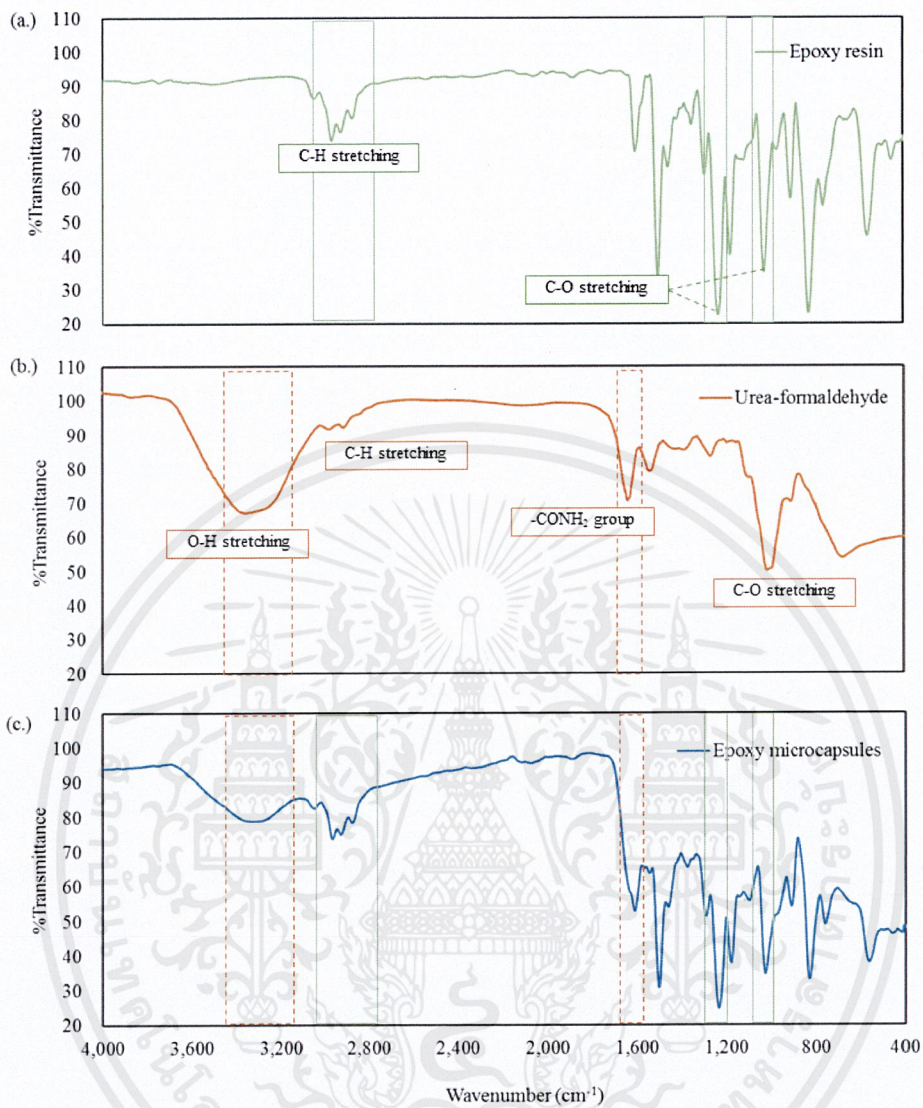 (a.)
110
100
90
80
70
60
50
40
30
20
%Transmittance
Epoxy resin
C-H stretching
C-O stretching
(b.)
110
100
90
80
70
60
50
40
30
20
%Transmittance
Urea-formaldehyde
C-H stretching
O-H stretching
-CONH₂ group
C-O stretching
(c.)
110
100
90
80
70
60
50
40
30
20
%Transmittance
Epoxy microcapsules
4,000 3,600 3,200 2,800 2,400 2,000 1,600 1,200 800 400
Wavenumber (cm⁻¹)